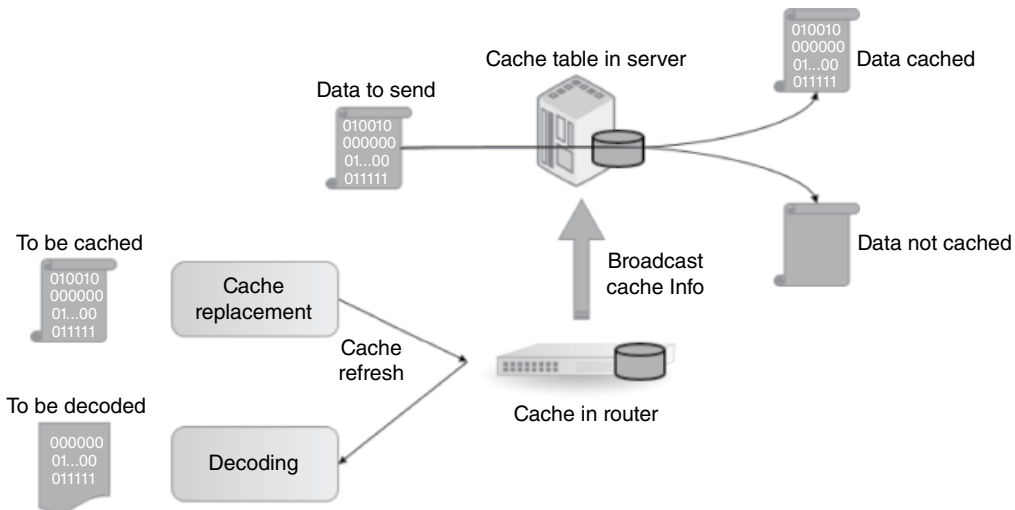 Data to send
010010
000000
01...00
011111
Cache table in server
010010
000000
01...00
011111
Data cached
Data not cached
Broadcast
cache Info
To be cached
010010
000000
01...00
011111
Cache
replacement
Cache
refresh
Cache in router
To be decoded
000000
01...00
011111
Decoding